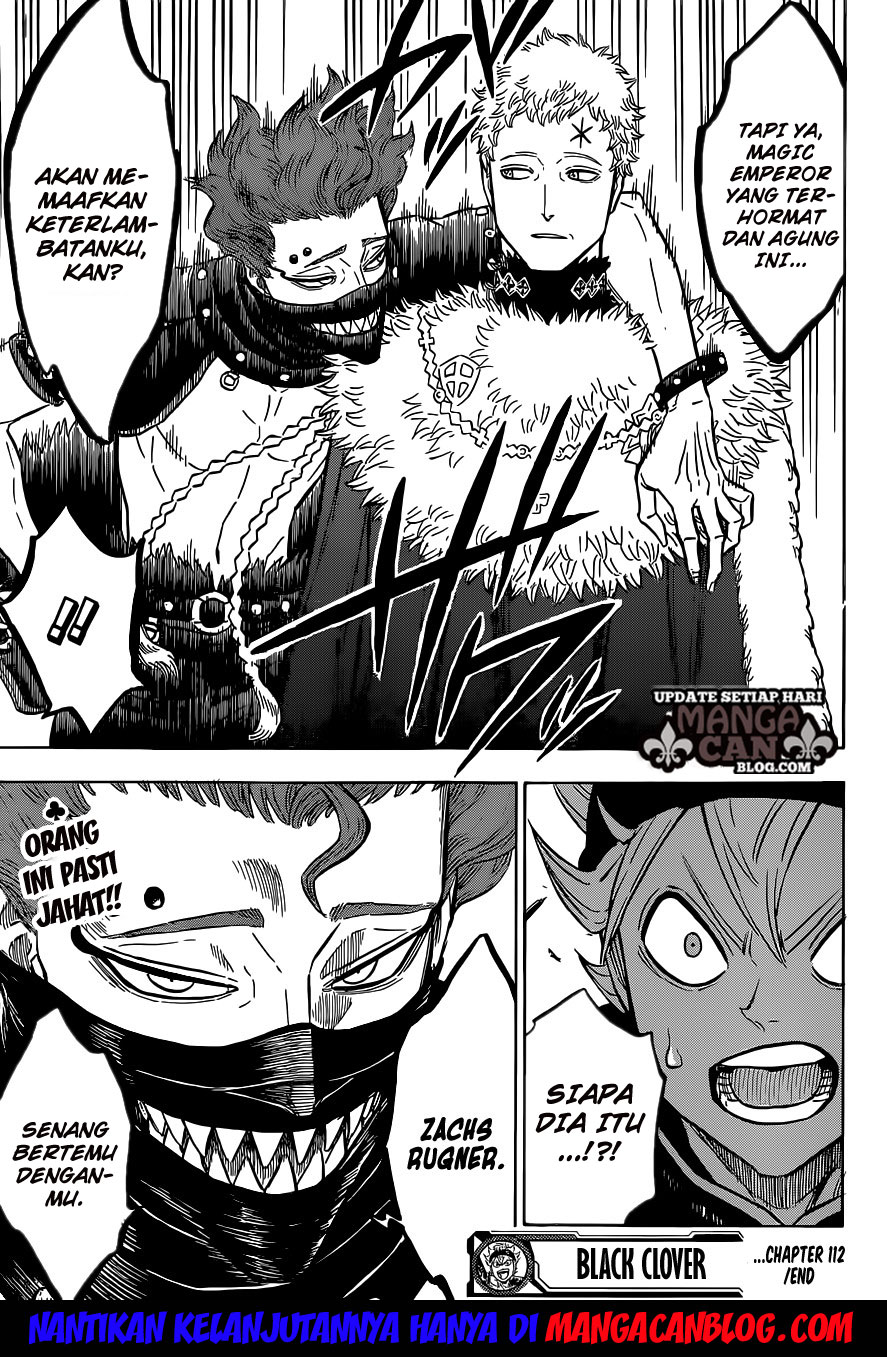 TAPI YA,
MAGIC
EMPEROR
YANG TER-
HORMAT
DAN AGUNG
INI...
AKAN ME-
MAAFKAN
KETERLAM-
BATANKU,
KAN?
!!
UPDATE SETIAP HARI
MANGA
CAN
BLOG.COM
SIAPA
DIA ITU
...!?!
♣
ORANG
INI PASTI
JAHAT!!
ZACHS
RUGNER.
SENANG
BERTEMU
DENGAN-
MU.
BLACK CLOVER
...CHAPTER 112
/END
NANTIKAN KELANJUTANNYA HANYA DI MANGACANBLOG.COM